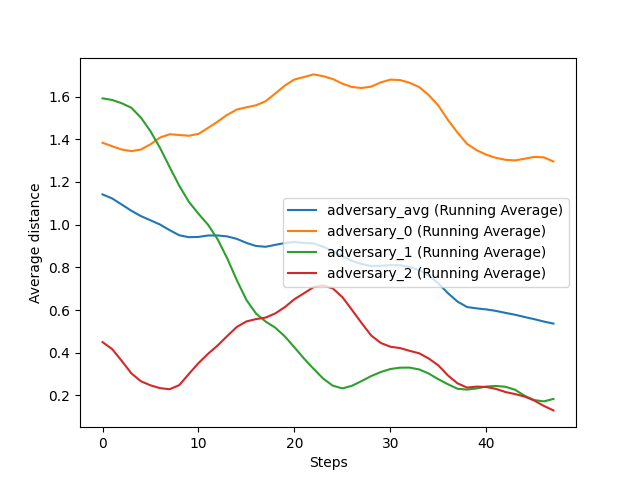 1.6
1.4
1.2
1.0
0.8
0.6
0.4
0.2
Average distance
adversary_avg (Running Average)
adversary_0 (Running Average)
adversary_1 (Running Average)
adversary_2 (Running Average)
0 10 20 30 40
Steps